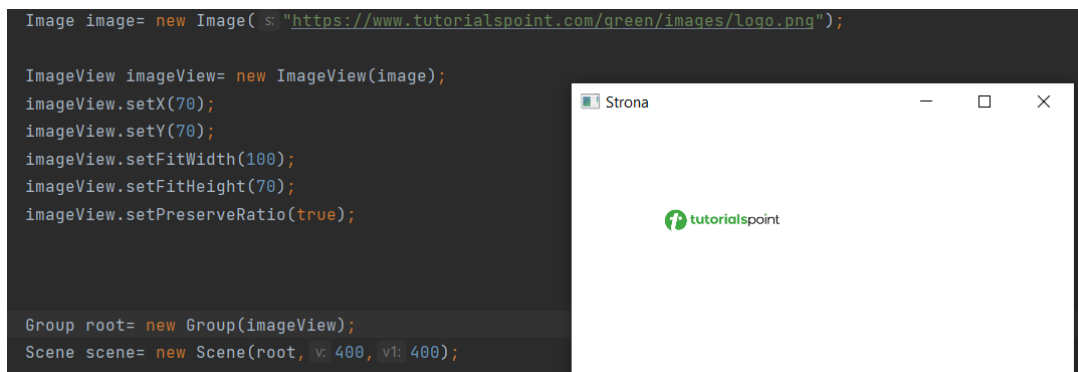 Image image= new Image( s: "https://www.tutorialspoint.com/green/images/logo.png");
ImageView imageView= new ImageView(image);
imageView.setX(70);
imageView.setY(70);
imageView.setFitWidth(100);
imageView.setFitHeight(70);
imageView.setPreserveRatio(true);
Group root= new Group(imageView);
Scene scene= new Scene(root, v: 400, v1: 400);
Strona
tutorialspoint